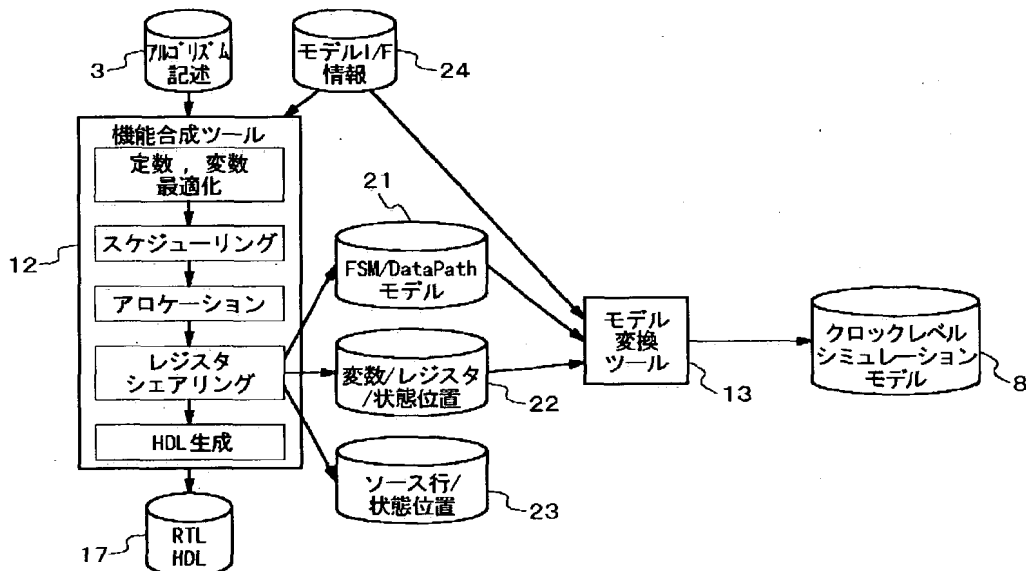 3
アルゴリズム
記述
モデルI/F
情報
24
機能合成ツール
定数 , 変数
最適化
12
スケジューリング
アロケーション
レジスタ
シェアリング
HDL生成
17
RTL
HDL
21
FSM/DataPath
モデル
変数/レジスタ
/状態位置
22
ソース行/
状態位置
23
モデル
変換
ツール
13
クロックレベル
シミュレーション
モデル
8